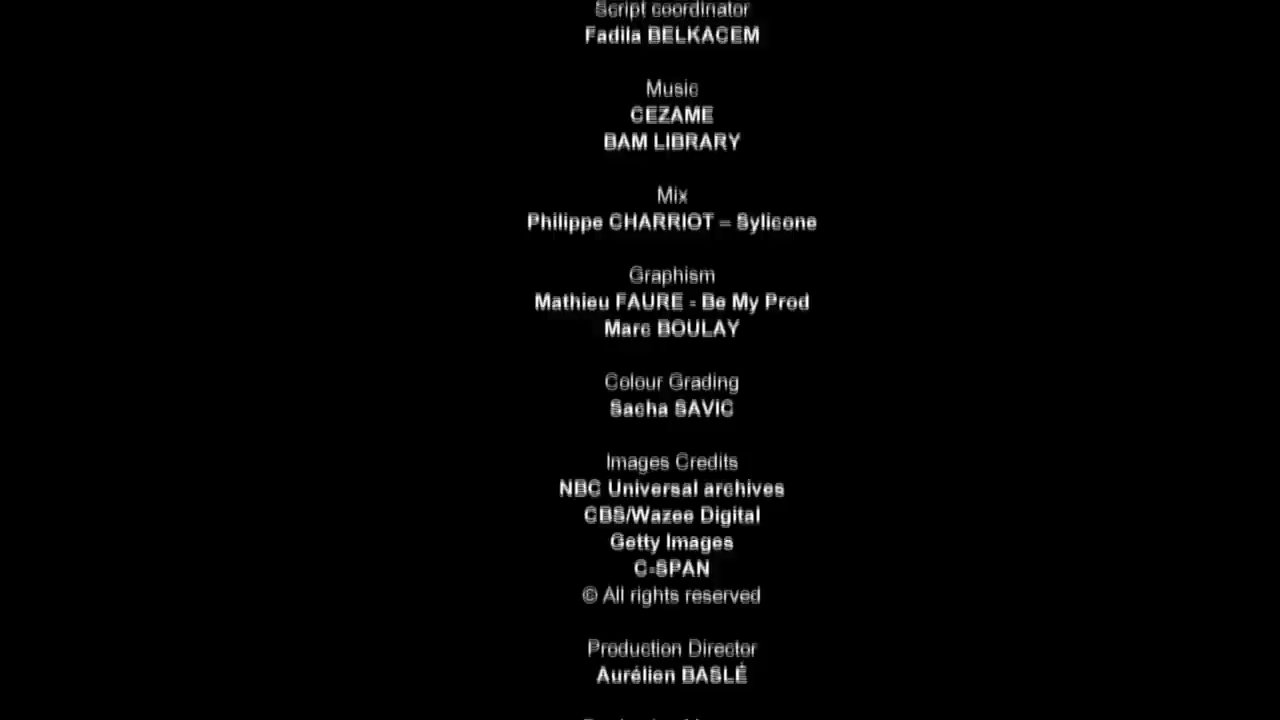 Script coordinator
Fadila BELKACEM
Music
CEZAME
BAM LIBRARY
Mix
Philippe CHARRIOT – Sylicone
Graphism
Mathieu FAURE - Be My Prod
Marc BOULAY
Colour Grading
Sacha SAVIC
Images Credits
NBC Universal archives
CBS/Wazee Digital
Getty Images
C-SPAN
© All rights reserved
Production Director
Aurélien BASLÉ